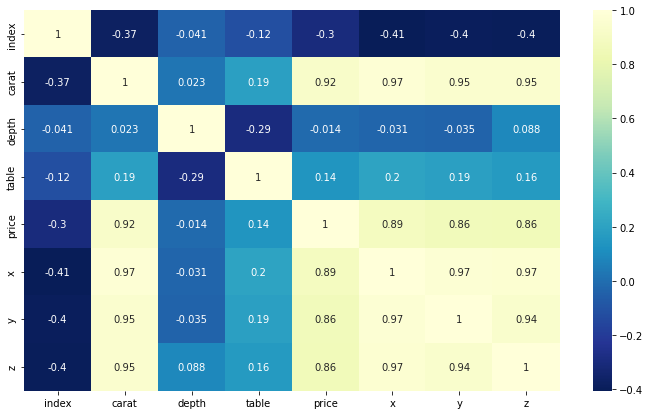 index 1 -0.37 -0.041 -0.12 -0.3 -0.41 -0.4 -0.4
carat -0.37 1 0.023 0.19 0.92 0.97 0.95 0.95
depth -0.041 0.023 1 -0.29 -0.014 -0.031 -0.035 0.088
table -0.12 0.19 -0.29 1 0.14 0.2 0.19 0.16
price -0.3 0.92 -0.014 0.14 1 0.89 0.86 0.86
x -0.41 0.97 -0.031 0.2 0.89 1 0.97 0.97
y -0.4 0.95 -0.035 0.19 0.86 0.97 1 0.94
z -0.4 0.95 0.088 0.16 0.86 0.97 0.94 1
index carat depth table price x y z
1.0
0.8
0.6
0.4
0.2
0.0
−0.2
−0.4